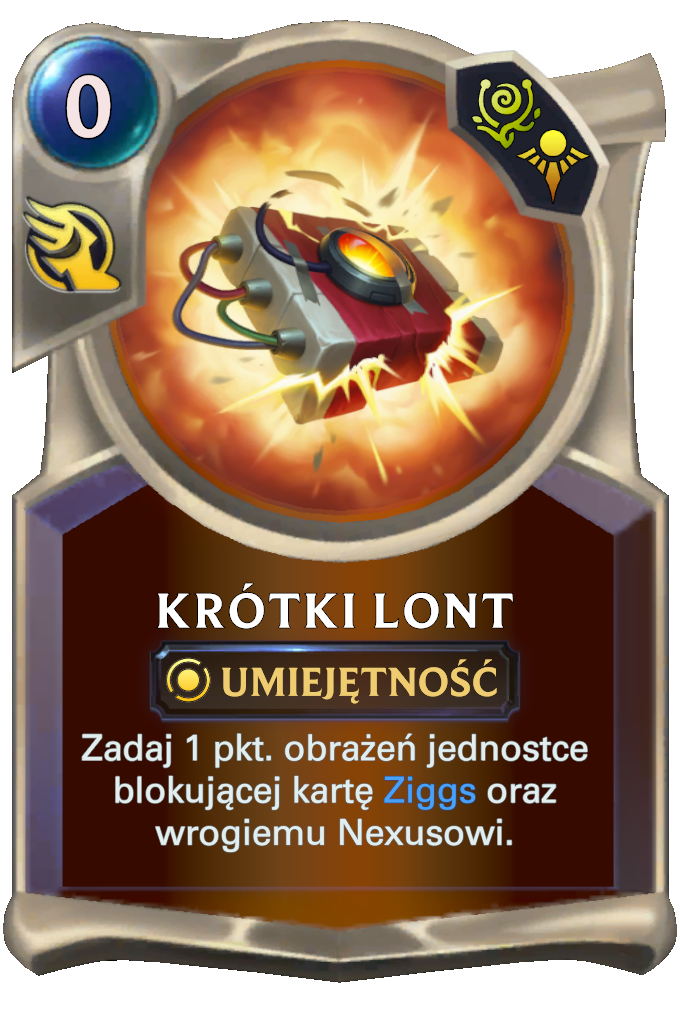 0
KRÓTKI LONT
UMIEJĘTNOŚĆ
Zadaj 1 pkt. obrażeń jednostce
blokującej kartę Ziggs oraz
wrogiemu Nexusowi.